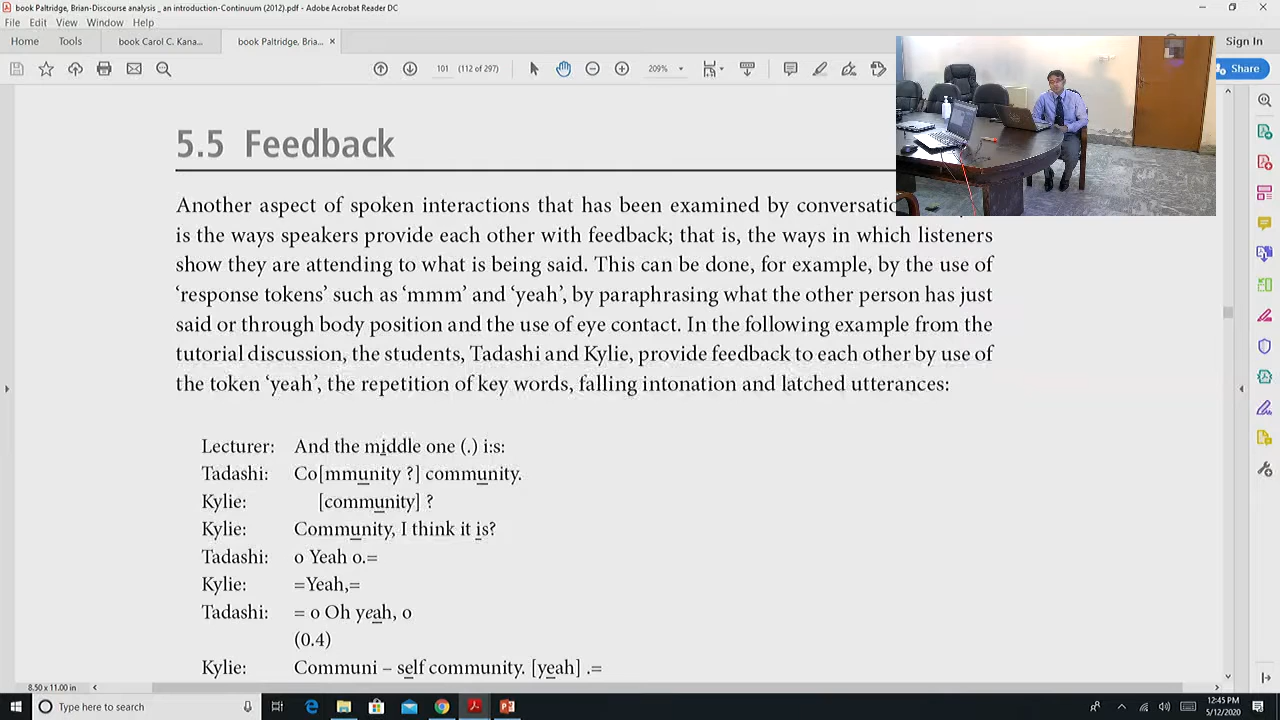 book Paltridge, Brian-Discourse analysis _ an introduction-Continuum (2012).pdf - Adobe Acrobat Reader DC
File Edit View Window Help
Home Tools book Carol C. Kana... book Paltridge, Bria... × Sign In
101 (112 of 297) 209% Share
5.5 Feedback
Another aspect of spoken interactions that has been examined by conversatio
is the ways speakers provide each other with feedback; that is, the ways in which listeners
show they are attending to what is being said. This can be done, for example, by the use of
‘response tokens’ such as ‘mmm’ and ‘yeah’, by paraphrasing what the other person has just
said or through body position and the use of eye contact. In the following example from the
tutorial discussion, the students, Tadashi and Kylie, provide feedback to each other by use of
the token ‘yeah’, the repetition of key words, falling intonation and latched utterances:
Lecturer: And the middle one (.) i:s:
Tadashi: Co[mmunity ?] community.
Kylie: [community] ?
Kylie: Community, I think it is?
Tadashi: o Yeah o.=
Kylie: =Yeah,=
Tadashi: = o Oh yeah, o
(0.4)
Kylie: Communi – self community. [yeah] .=
8.50 x 11.00 in
Type here to search
12:45 PM
5/12/2020